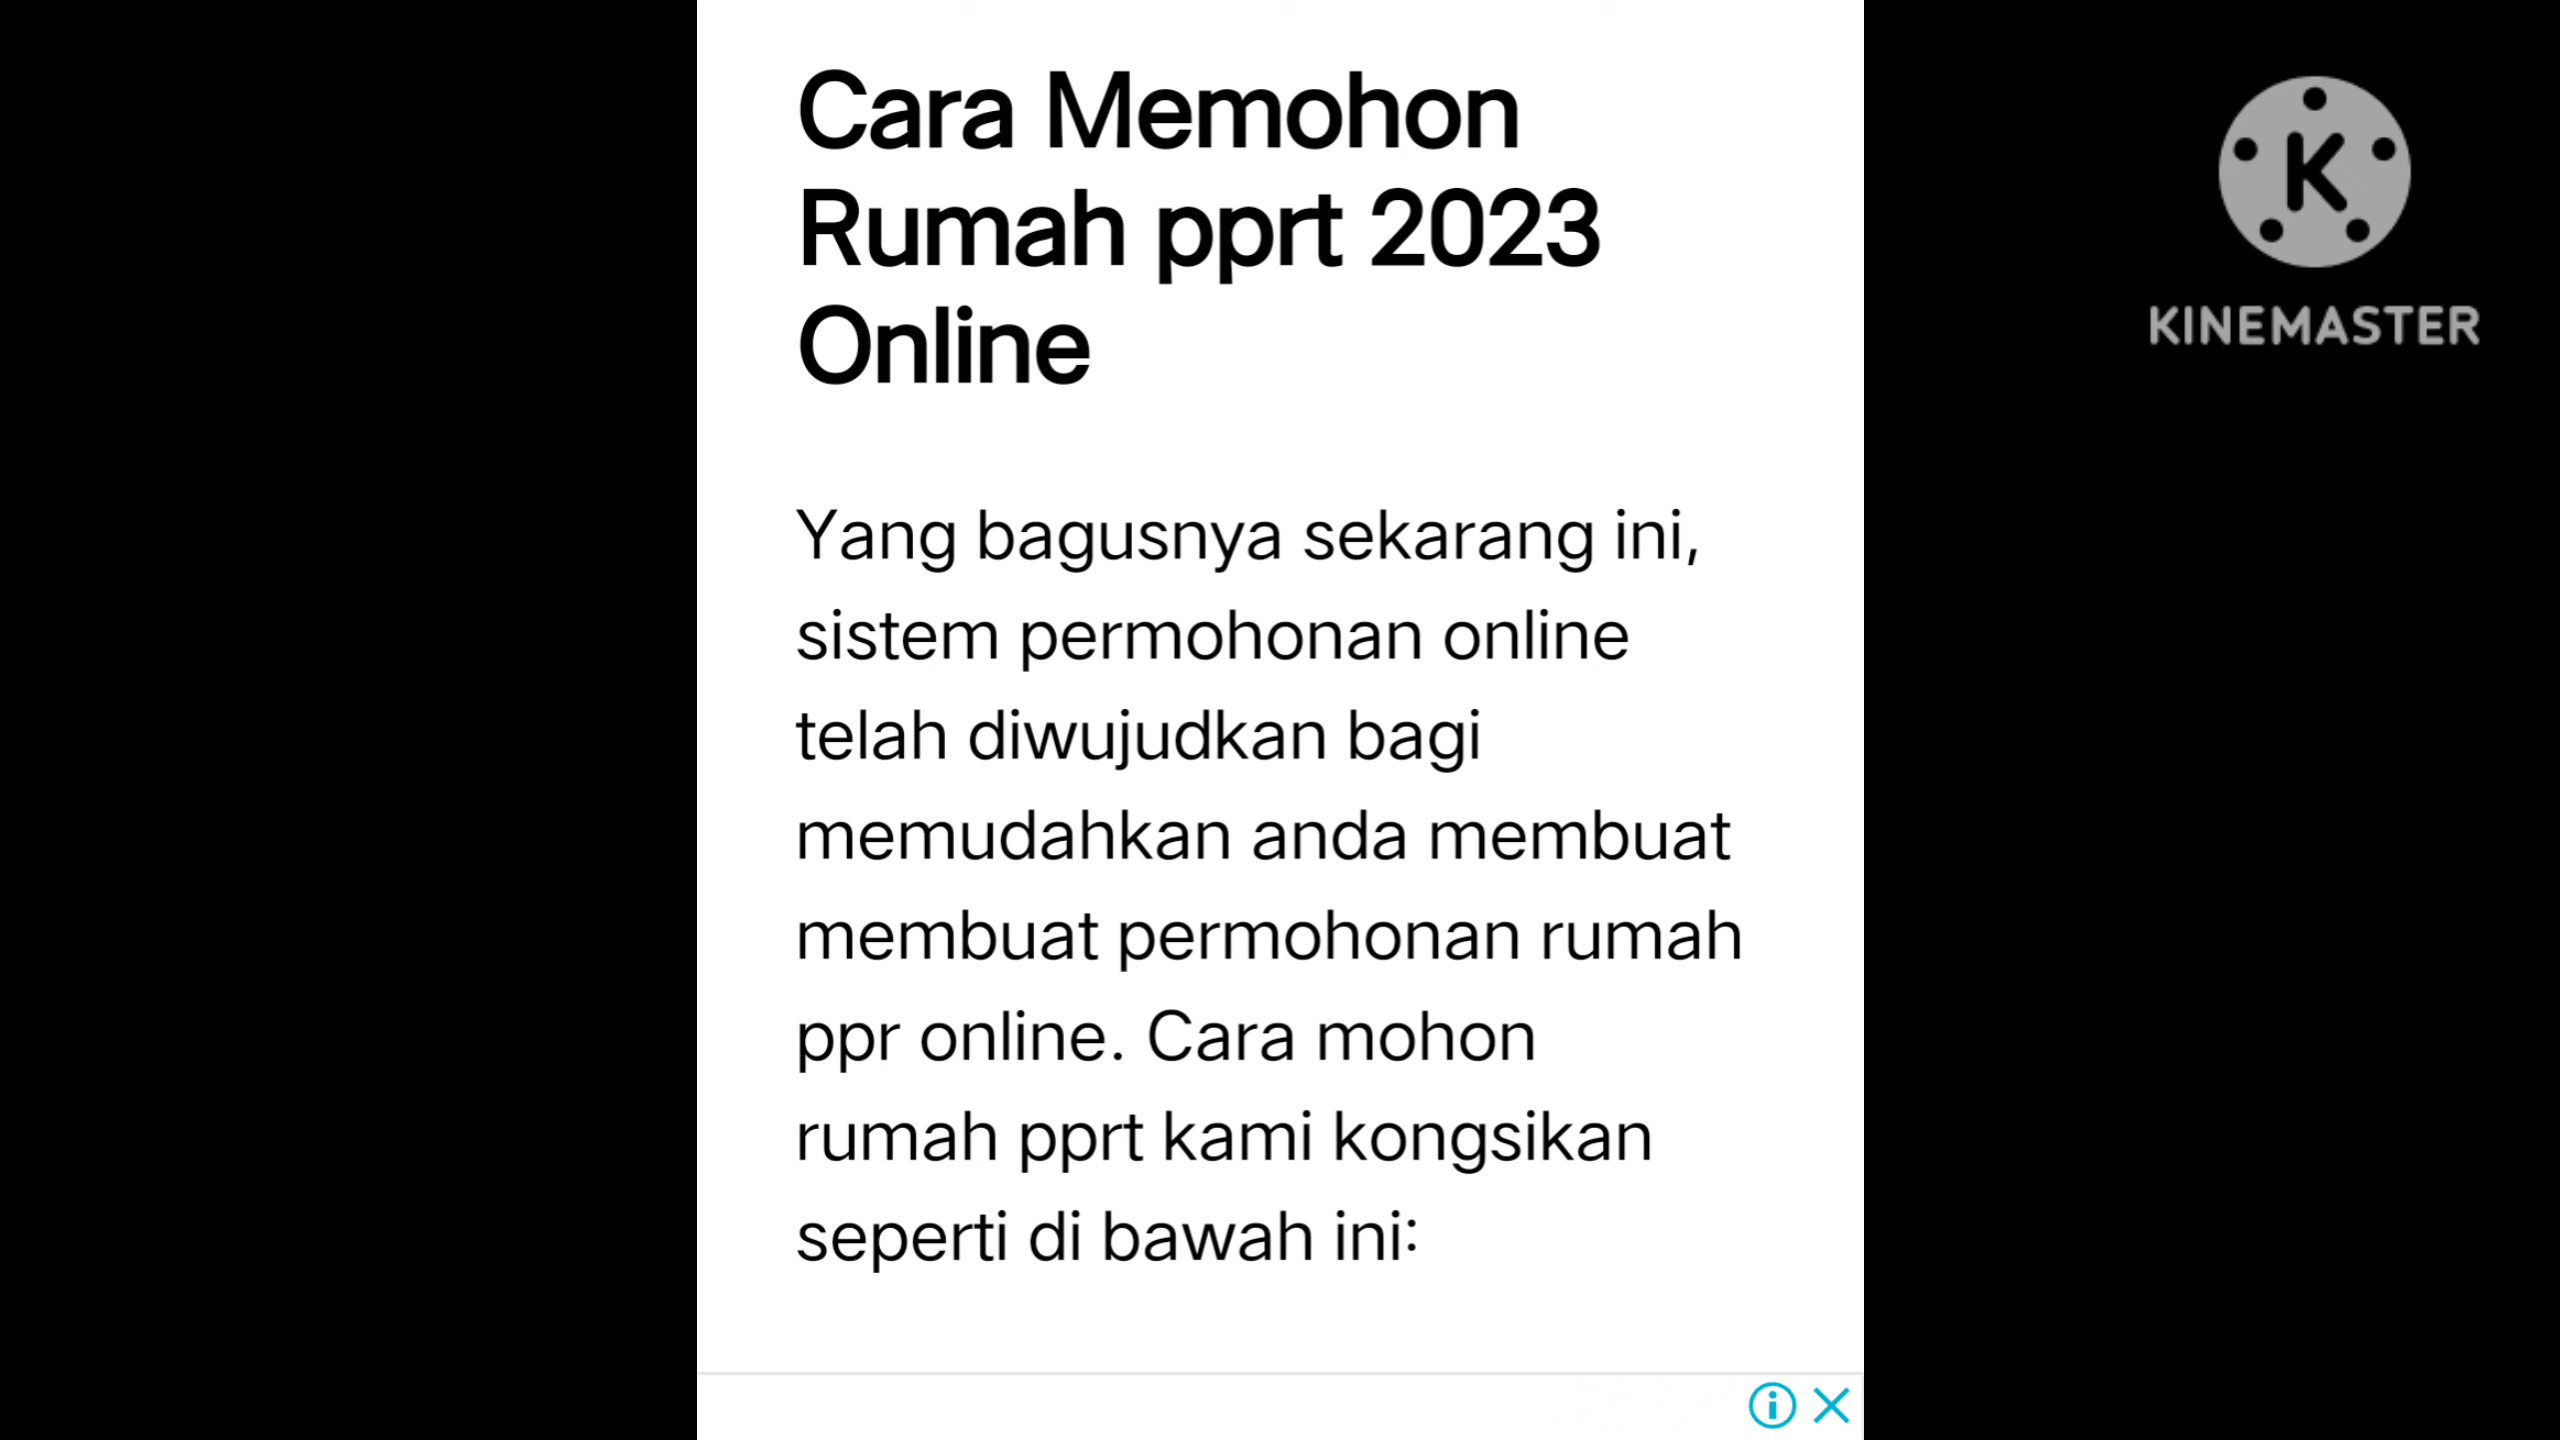 Cara Memohon
Rumah pprt 2023
Online
Yang bagusnya sekarang ini,
sistem permohonan online
telah diwujudkan bagi
memudahkan anda membuat
membuat permohonan rumah
ppr online. Cara mohon
rumah pprt kami kongsikan
seperti di bawah ini:
K
KINEMASTER